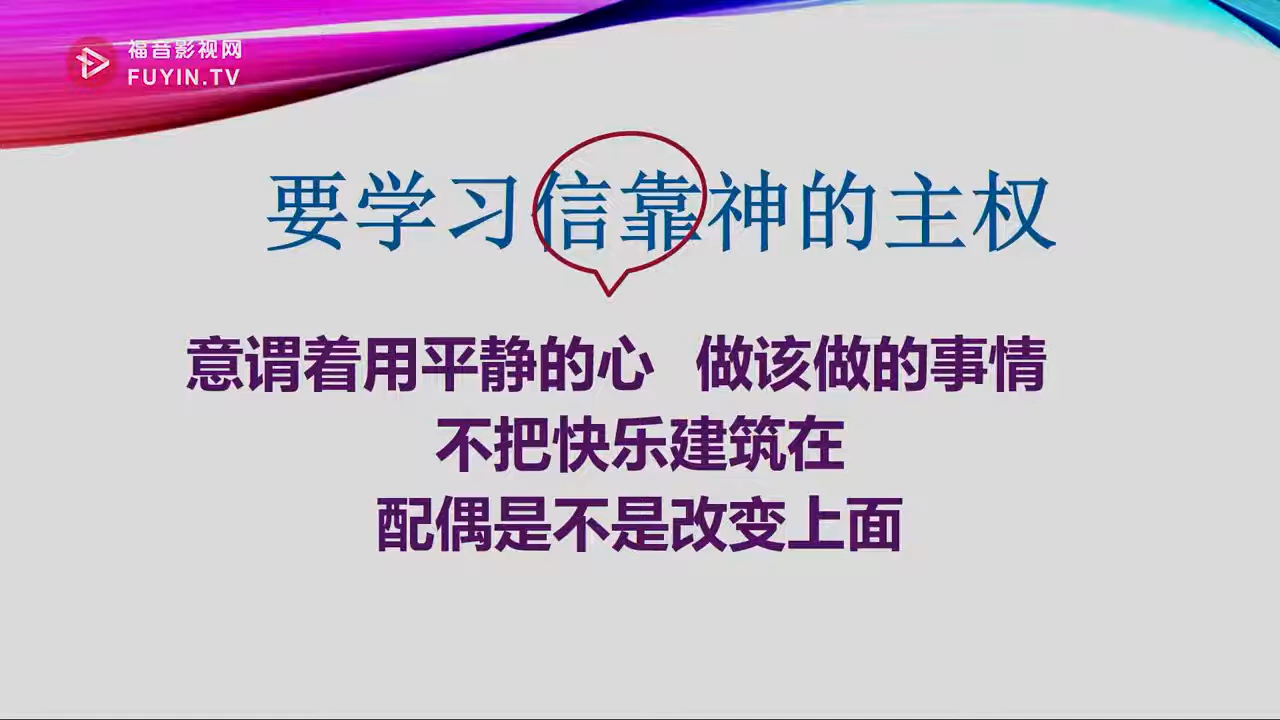 福音影视网
FUYIN.TV
要学习信靠神的主权
意谓着用平静的心 做该做的事情
不把快乐建筑在
配偶是不是改变上面